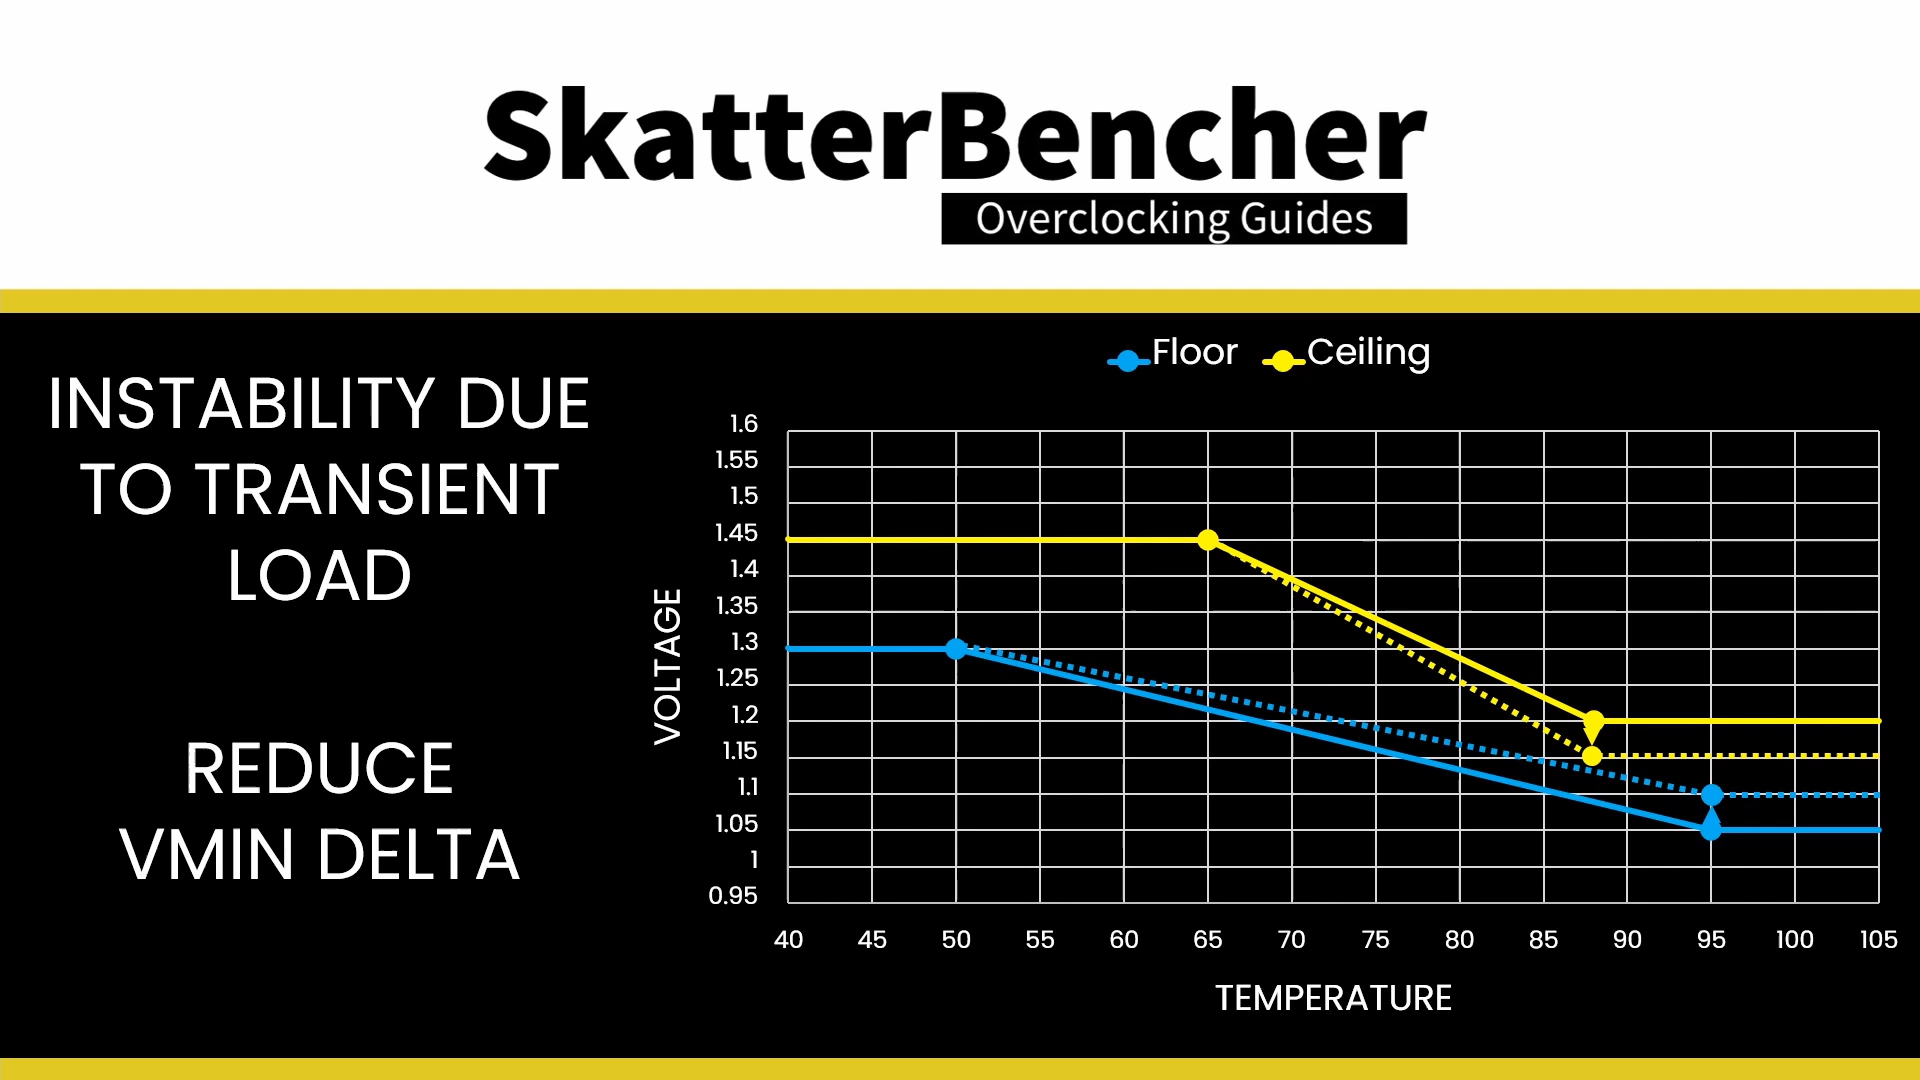 SkatterBencher
Overclocking Guides
INSTABILITY DUE
TO TRANSIENT
LOAD
REDUCE
VMIN DELTA
Floor Ceiling
VOLTAGE
1.6
1.55
1.5
1.45
1.4
1.35
1.3
1.25
1.2
1.15
1.1
1.05
1
0.95
40 45 50 55 60 65 70 75 80 85 90 95 100 105
TEMPERATURE